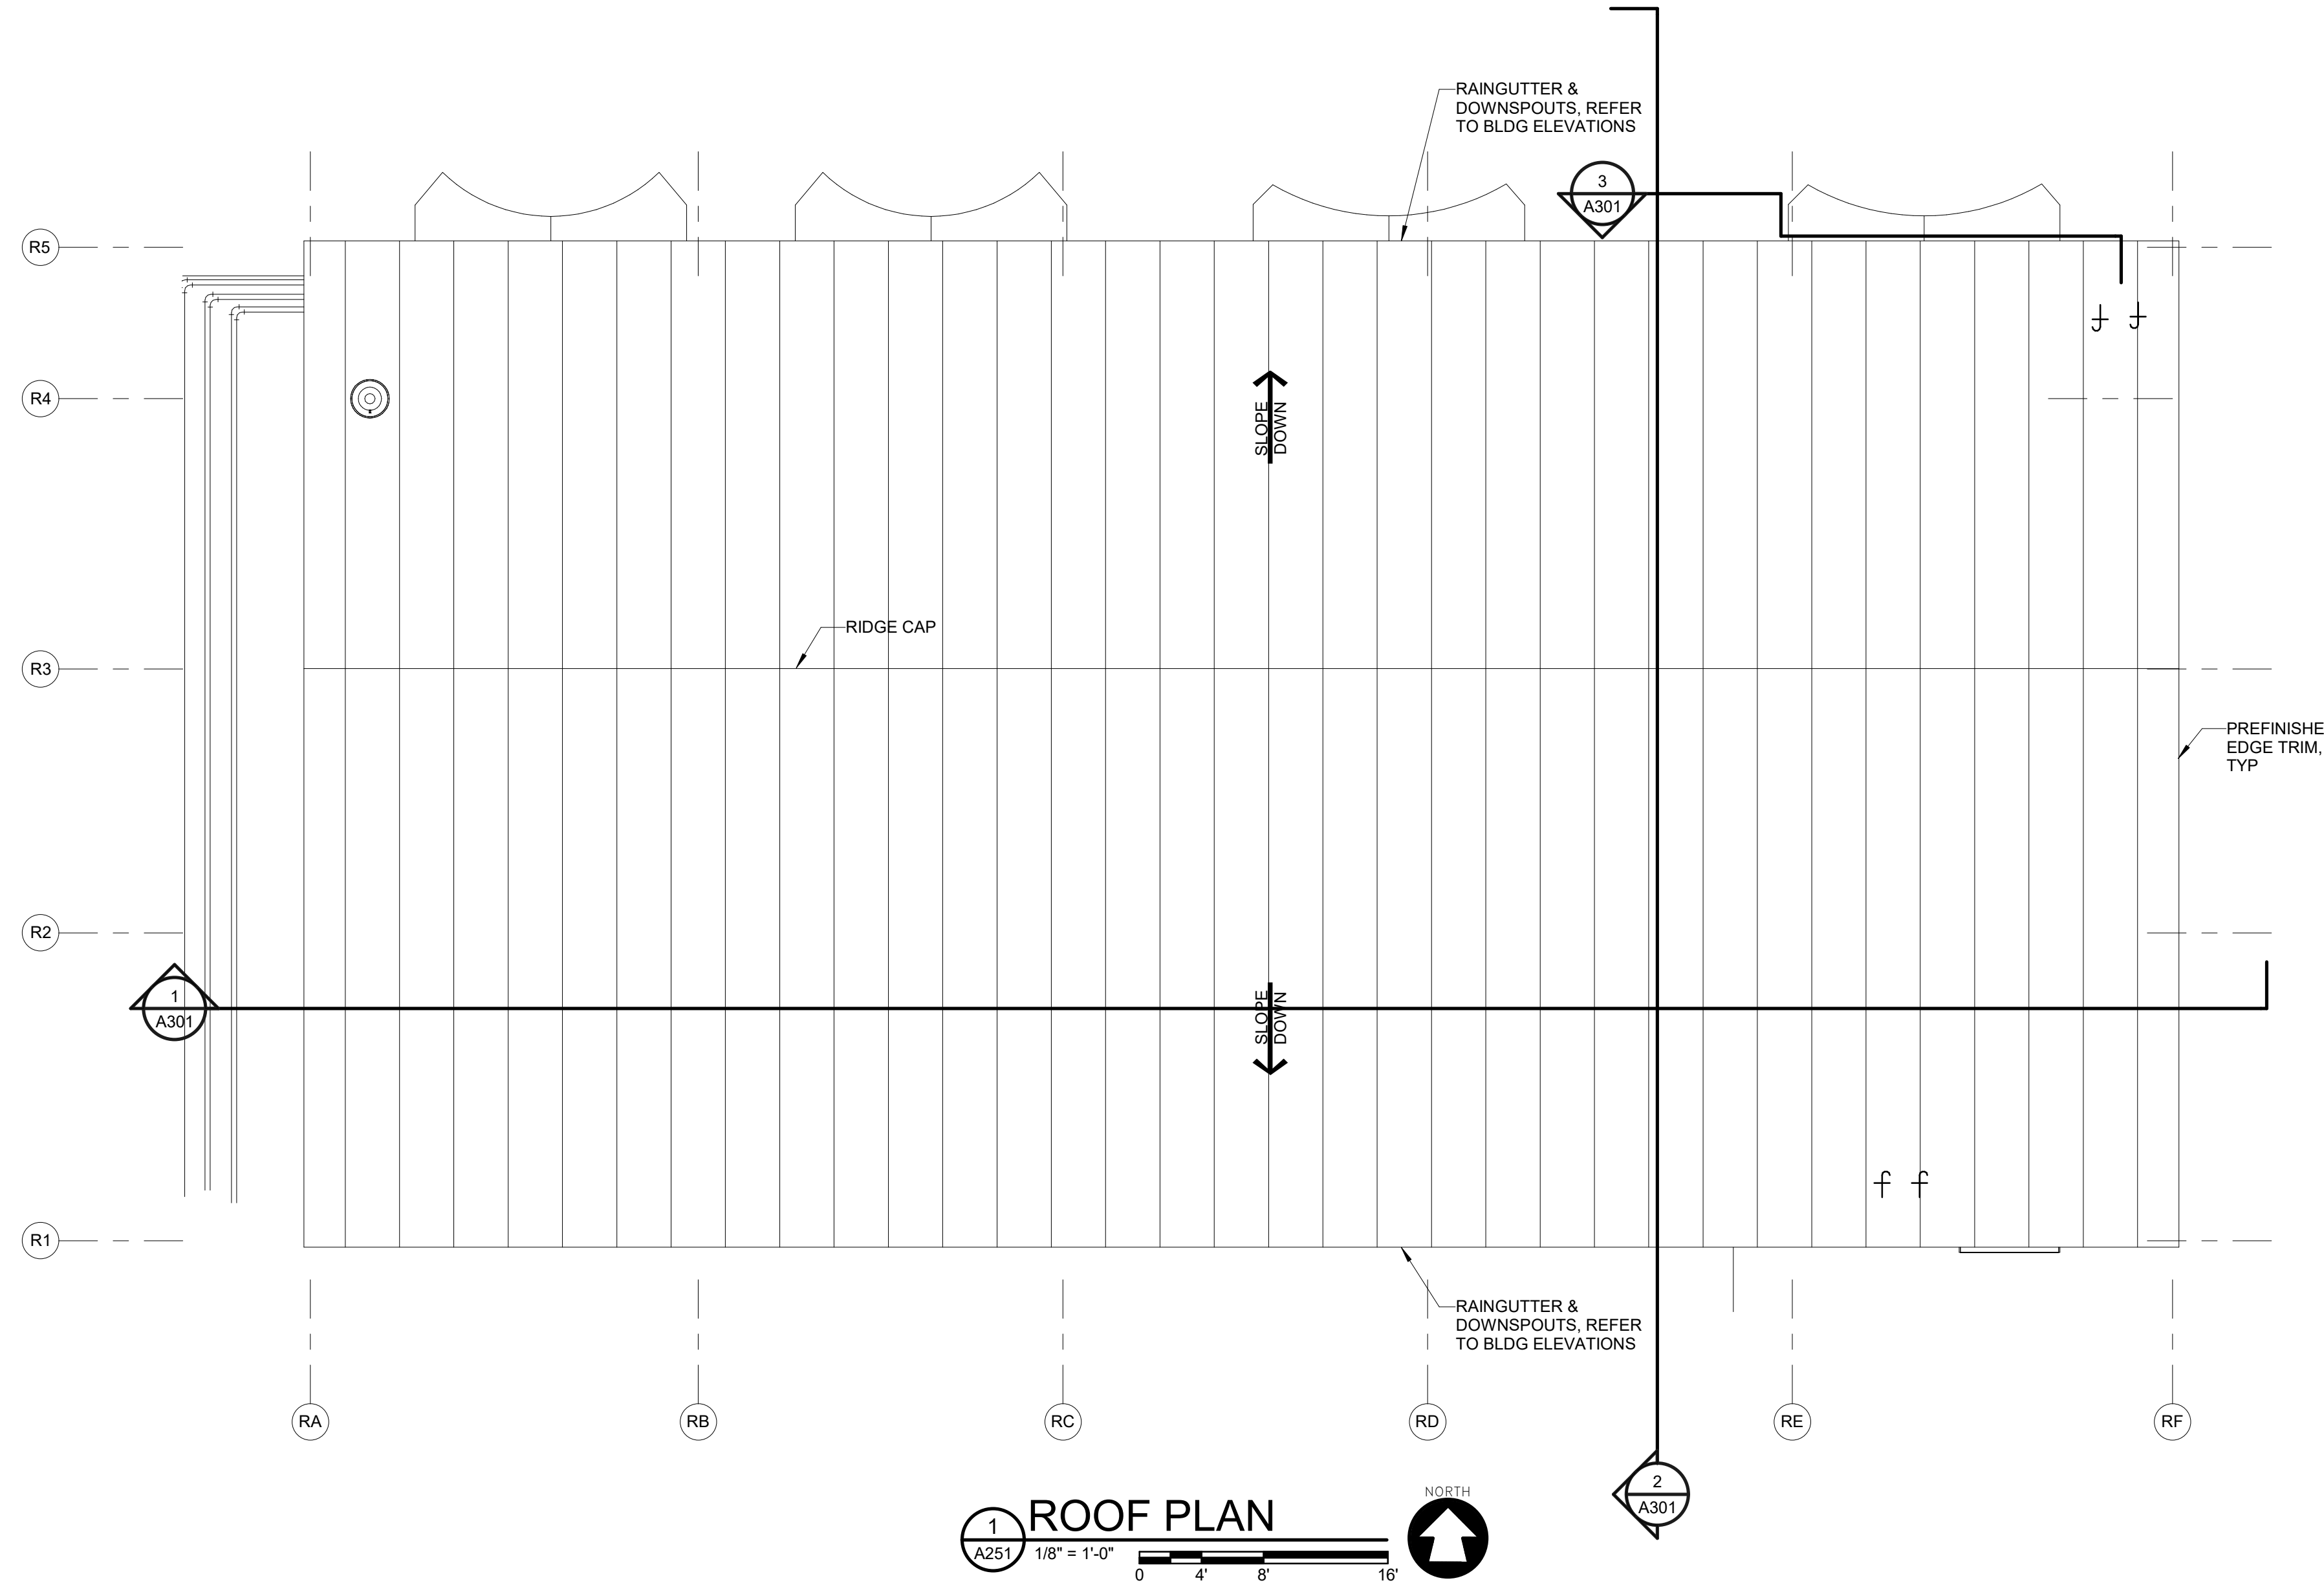 RAINGUTTER &
DOWNSPOUTS, REFER
TO BLDG ELEVATIONS
3
A301
R5
R4
SLOPE
DOWN
RIDGE CAP
R3
PREFINISHE
EDGE TRIM,
TYP
R2
1
A301
SLOPE
DOWN
R1
RAINGUTTER &
DOWNSPOUTS, REFER
TO BLDG ELEVATIONS
RA
RB
RC
RD
RE
RF
2
A301
1
A251
ROOF PLAN
1/8" = 1'-0"
0 4' 8' 16'
NORTH